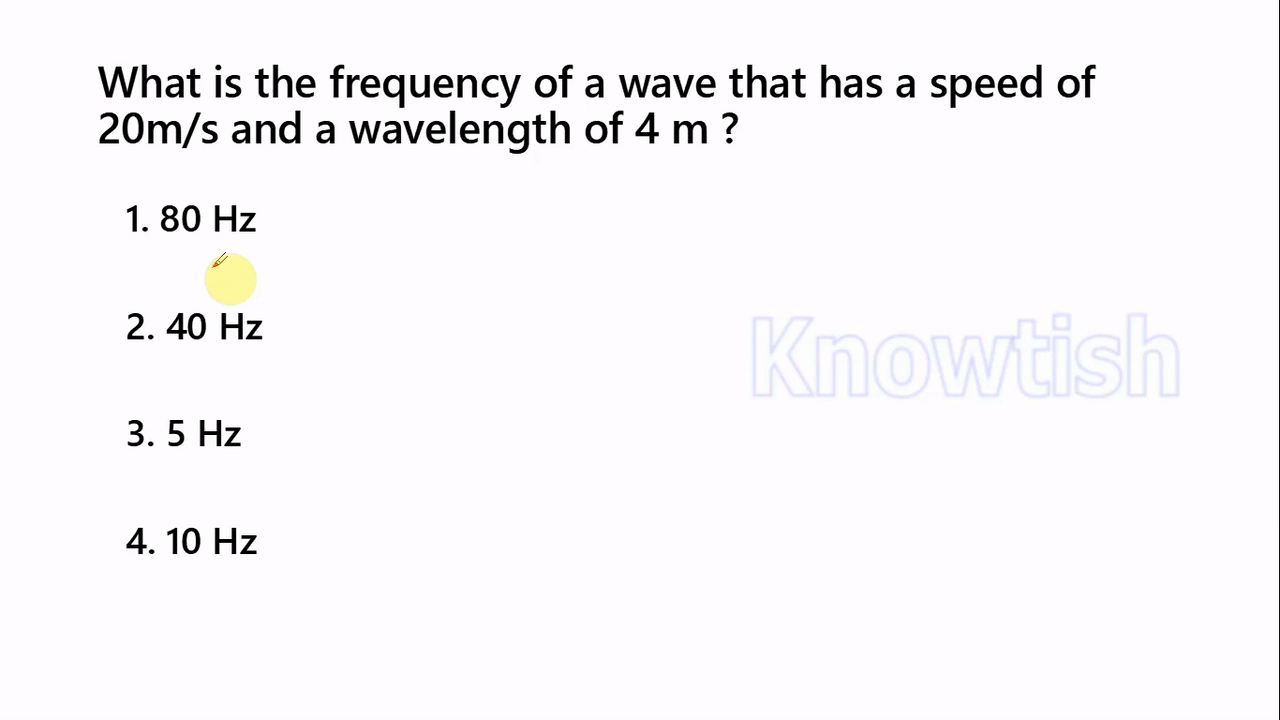 What is the frequency of a wave that has a speed of
20m/s and a wavelength of 4 m ?
1. 80 Hz
2. 40 Hz
Knowtish
3. 5 Hz
4. 10 Hz